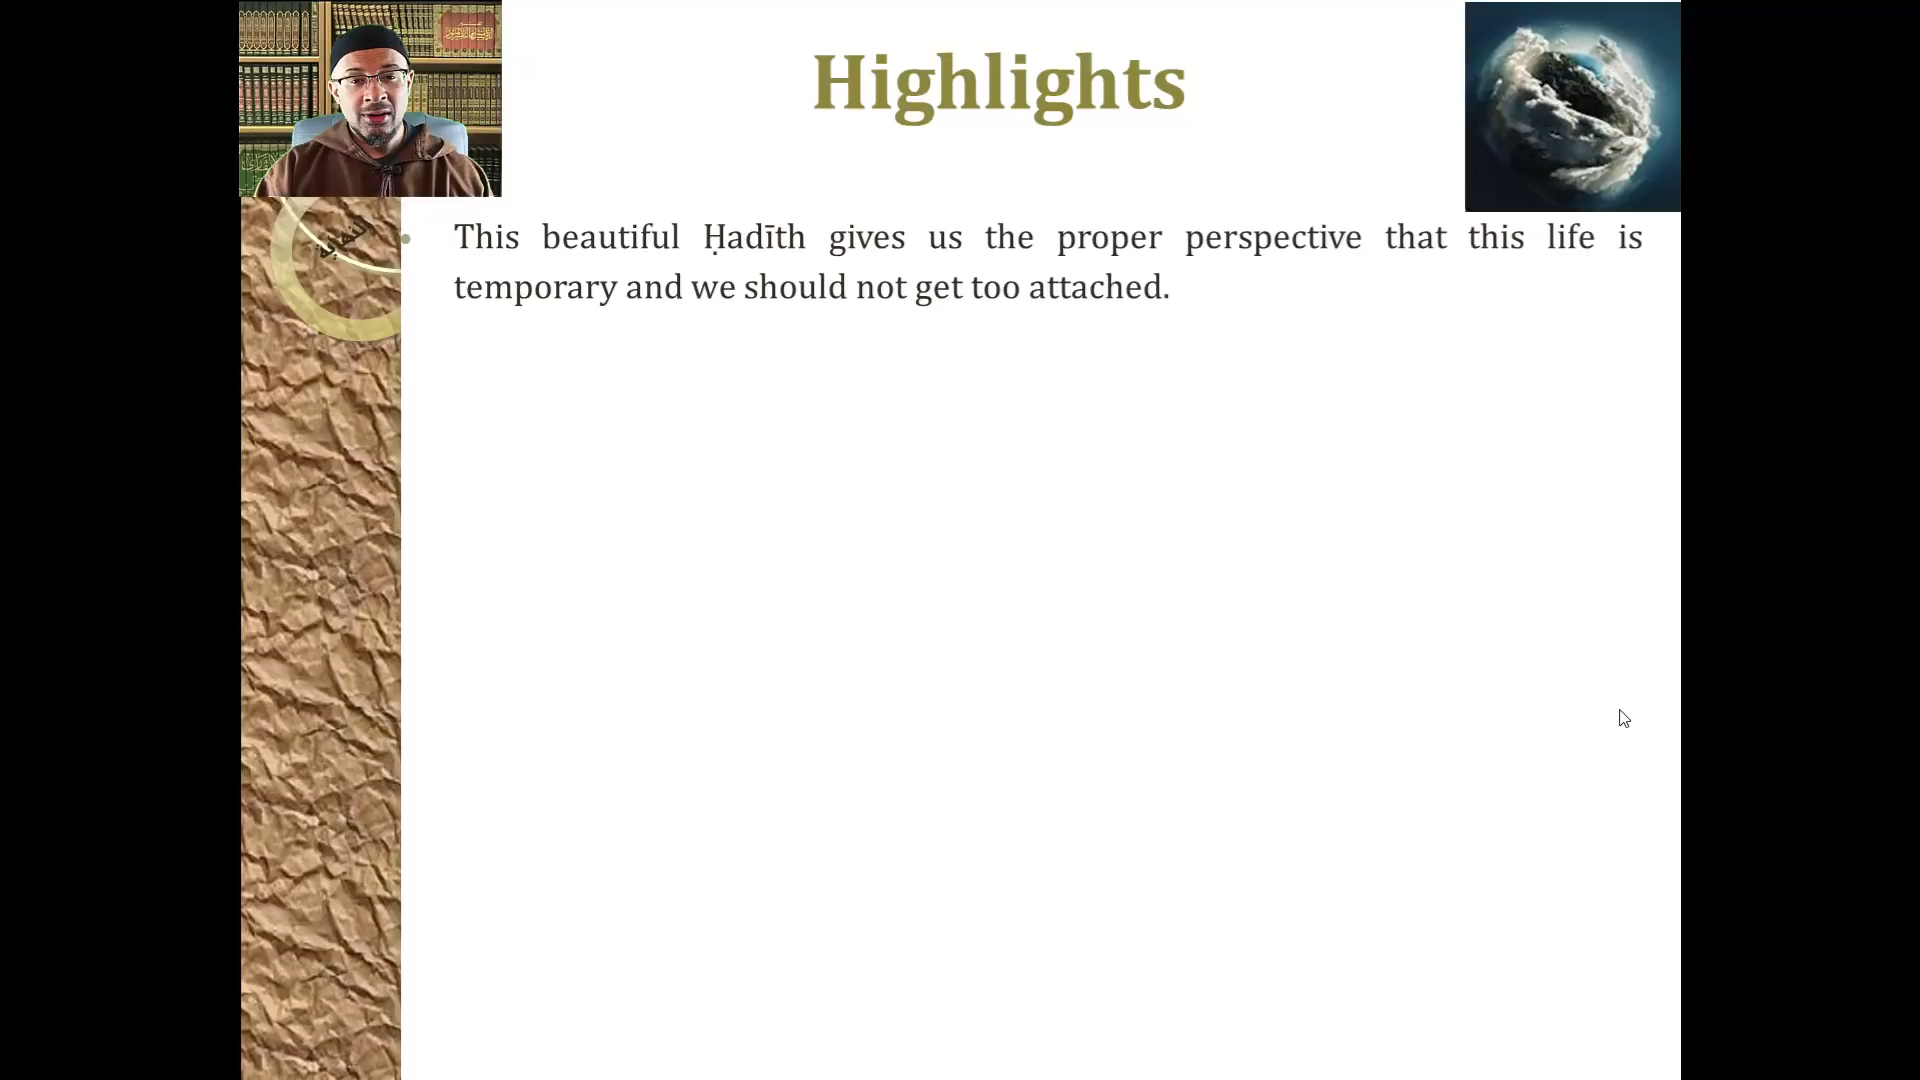 Highlights
النهاية
• This beautiful Ḥadīth gives us the proper perspective that this life is
temporary and we should not get too attached.